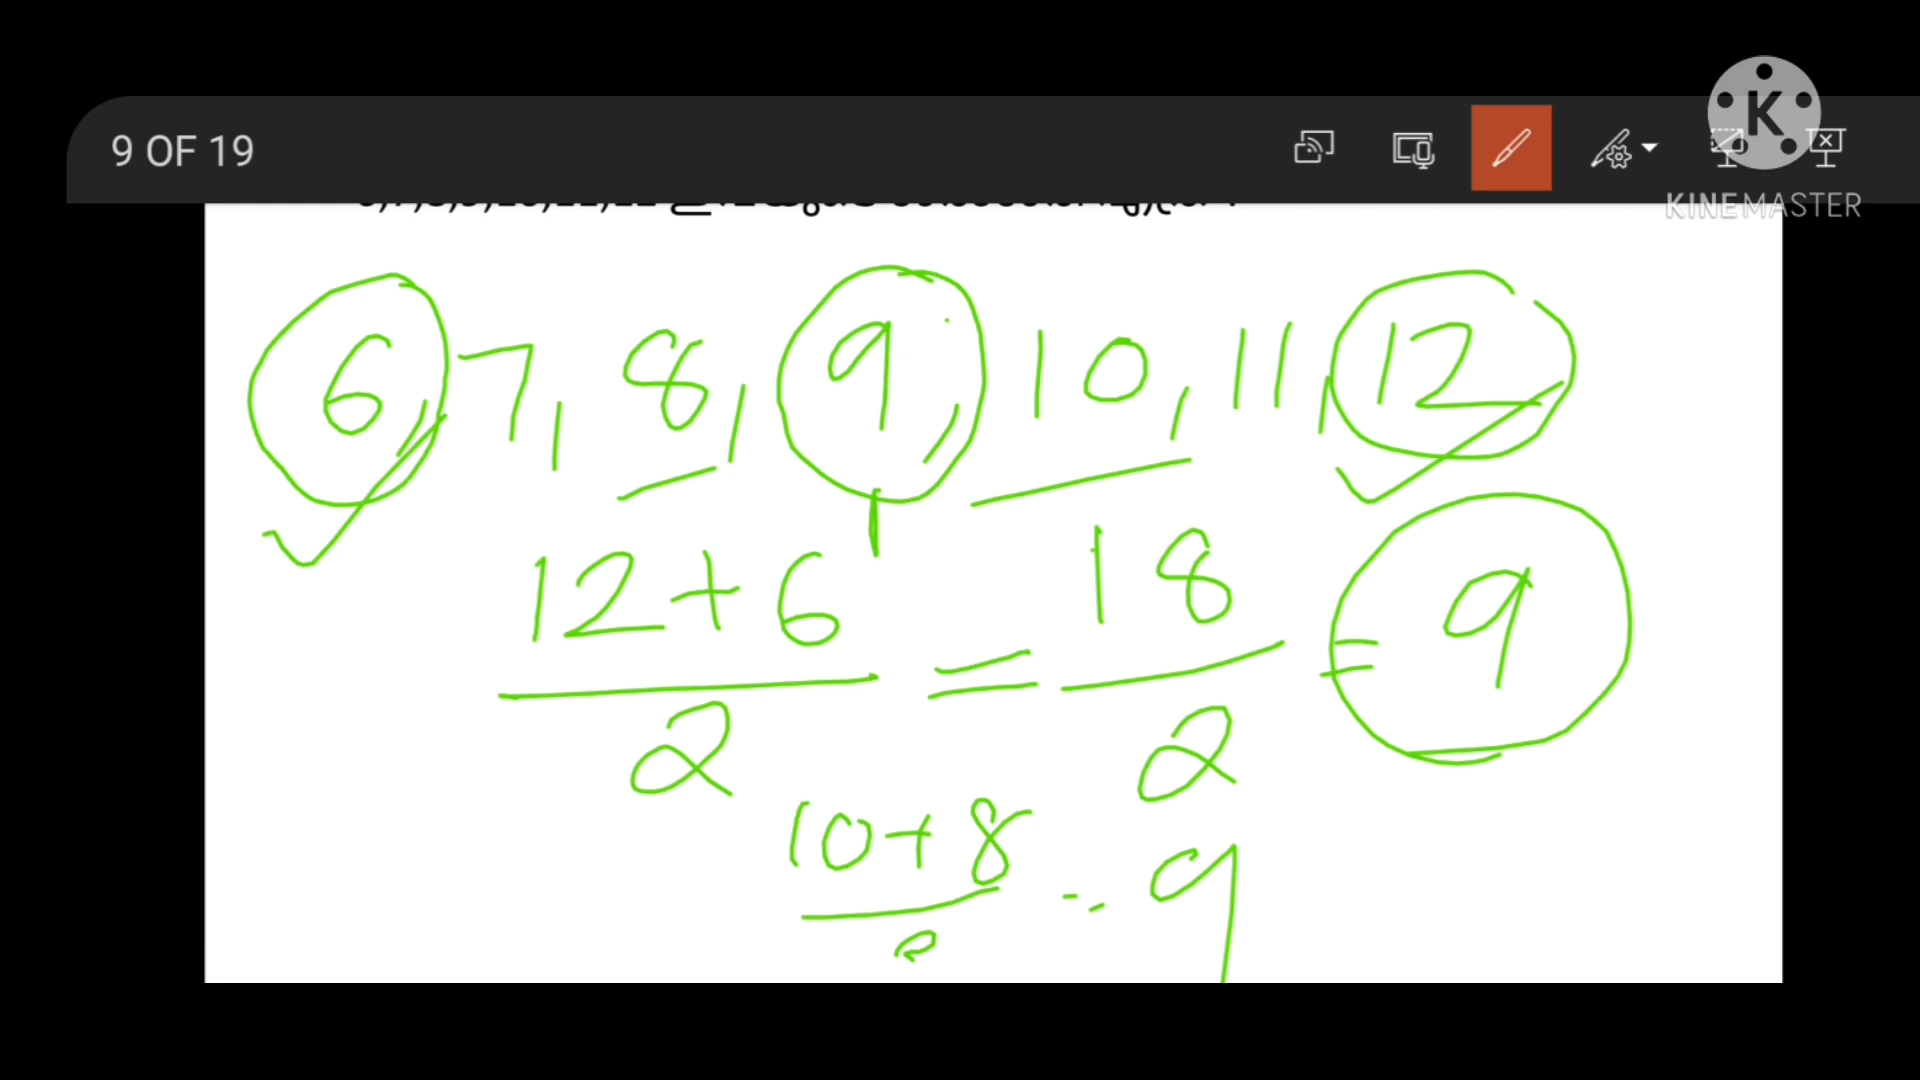 9 OF 19
K
KINEMASTER
6, 7, 8, 9, 10, 11, 12
12+6
2
=
18
2
= 9
10+8
2
= 9